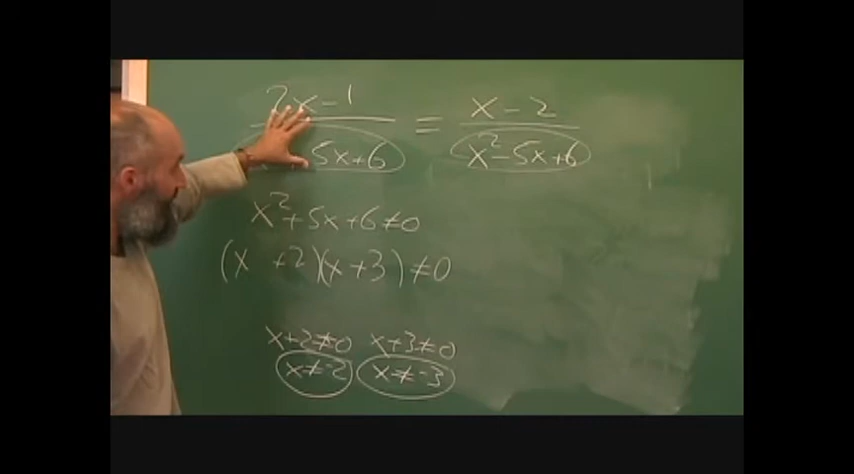 2x-1 = x-2
5x+6 x²-5x+6
x²+5x+6≠0
(x +2)(x+3)≠0
x+2≠0 x+3≠0
x≠-2 x≠-3